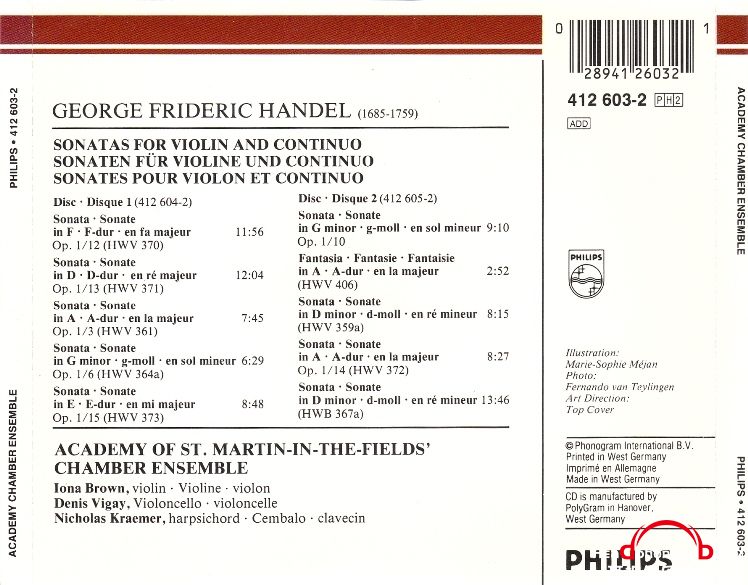 PHILIPS • 412 603-2
ACADEMY CHAMBER ENSEMBLE
GEORGE FRIDERIC HANDEL (1685-1759)
SONATAS FOR VIOLIN AND CONTINUO
SONATEN FÜR VIOLINE UND CONTINUO
SONATES POUR VIOLON ET CONTINUO
Disc · Disque 1 (412 604-2)
Sonata · Sonate
in F · F-dur · en fa majeur 11:56
Op. 1/12 (HWV 370)
Sonata · Sonate
in D · D-dur · en ré majeur 12:04
Op. 1/13 (HWV 371)
Sonata · Sonate
in A · A-dur · en la majeur 7:45
Op. 1/3 (HWV 361)
Sonata · Sonate
in G minor · g-moll · en sol mineur 6:29
Op. 1/6 (HWV 364a)
Sonata · Sonate
in E · E-dur · en mi majeur 8:48
Op. 1/15 (HWV 373)
Disc · Disque 2 (412 605-2)
Sonata · Sonate
in G minor · g-moll · en sol mineur 9:10
Op. 1/10
Fantasia · Fantasie · Fantaisie
in A · A-dur · en la majeur 2:52
(HWV 406)
Sonata · Sonate
in D minor · d-moll · en ré mineur 8:15
(HWV 359a)
Sonata · Sonate
in A · A-dur · en la majeur 8:27
Op. 1/14 (HWV 372)
Sonata · Sonate
in D minor · d-moll · en ré mineur 13:46
(HWB 367a)
ACADEMY OF ST. MARTIN-IN-THE-FIELDS'
CHAMBER ENSEMBLE
Iona Brown, violin · Violine · violon
Denis Vigay, Violoncello · violoncelle
Nicholas Kraemer, harpsichord · Cembalo · clavecin
0 28941 26032 1
412 603-2 PH2
ADD
PHILIPS
Illustration:
Marie-Sophie Méjan
Photo:
Fernando van Teylingen
Art Direction:
Top Cover
℗ Phonogram International B.V.
Printed in West Germany
Imprimé en Allemagne
Made in West Germany
CD is manufactured by
PolyGram in Hanover,
West Germany
PHILIPS
ACADEMY CHAMBER ENSEMBLE
PHILIPS • 412 603-2